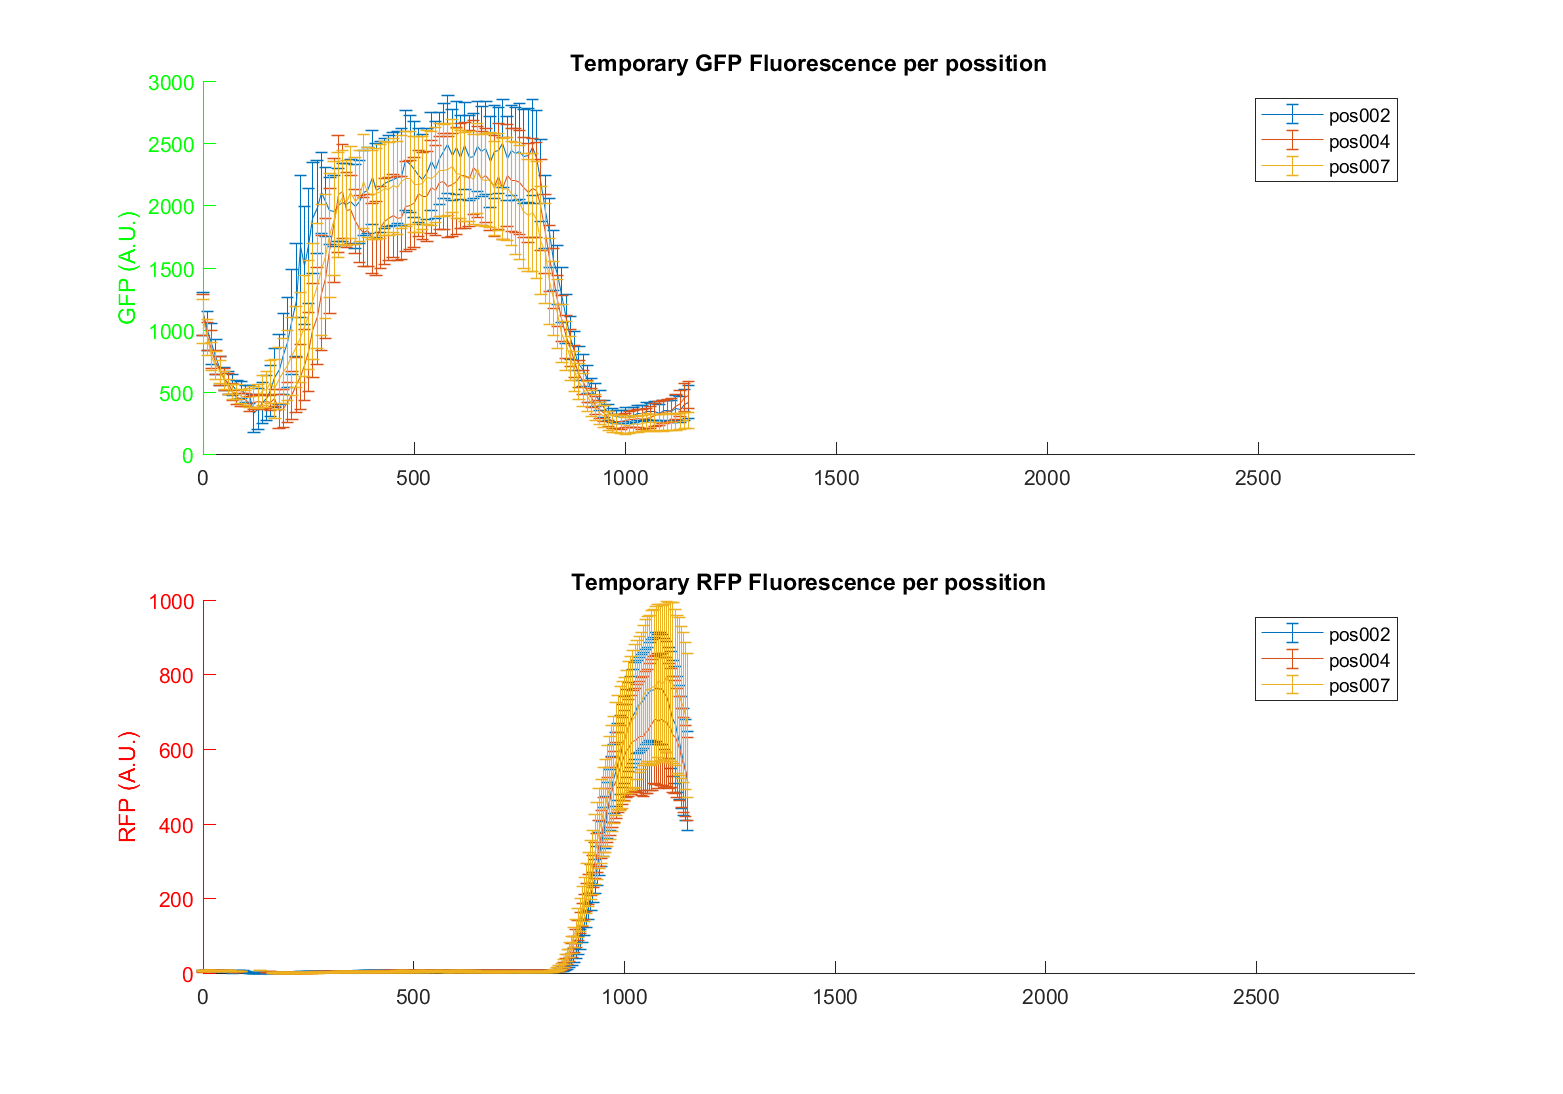 Temporary GFP Fluorescence per possition
3000
2500
2000
1500
1000
500
0
GFP (A.U.)
0 500 1000 1500 2000 2500
pos002
pos004
pos007
Temporary RFP Fluorescence per possition
1000
800
600
400
200
0
RFP (A.U.)
0 500 1000 1500 2000 2500
pos002
pos004
pos007